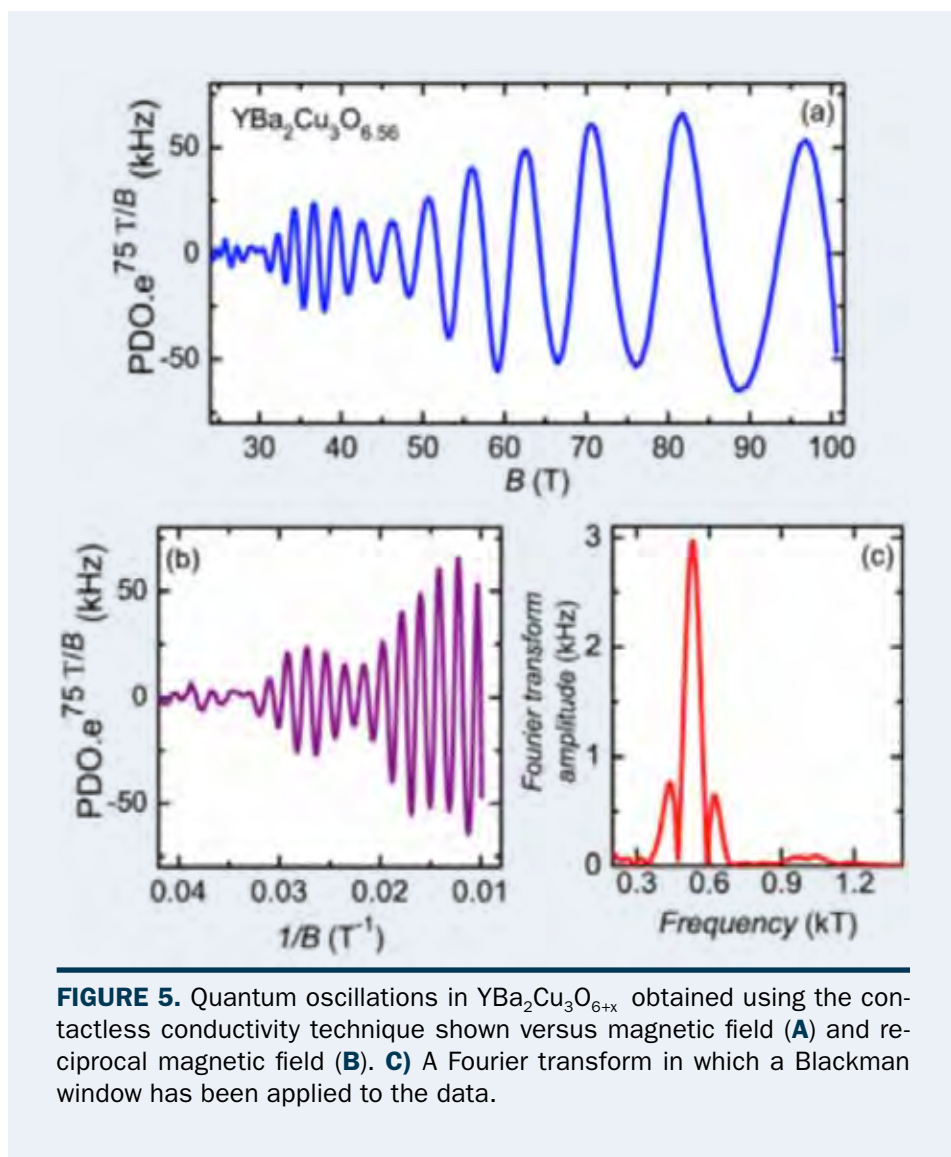 YBa₂Cu₃O₆.₅₆
(a)
PDO.e⁷⁵ ᵀ/ᴮ (kHz)
50
0
-50
30 40 50 60 70 80 90 100
B (T)
(b)
PDO.e⁷⁵ ᵀ/ᴮ (kHz)
50
0
-50
0.04 0.03 0.02 0.01
1/B (T⁻¹)
(c)
Fourier transform
amplitude (kHz)
3
2
1
0
0.3 0.6 0.9 1.2
Frequency (kT)
FIGURE 5. Quantum oscillations in YBa₂Cu₃O₆₊ₓ obtained using the con-
tactless conductivity technique shown versus magnetic field (A) and re-
ciprocal magnetic field (B). C) A Fourier transform in which a Blackman
window has been applied to the data.